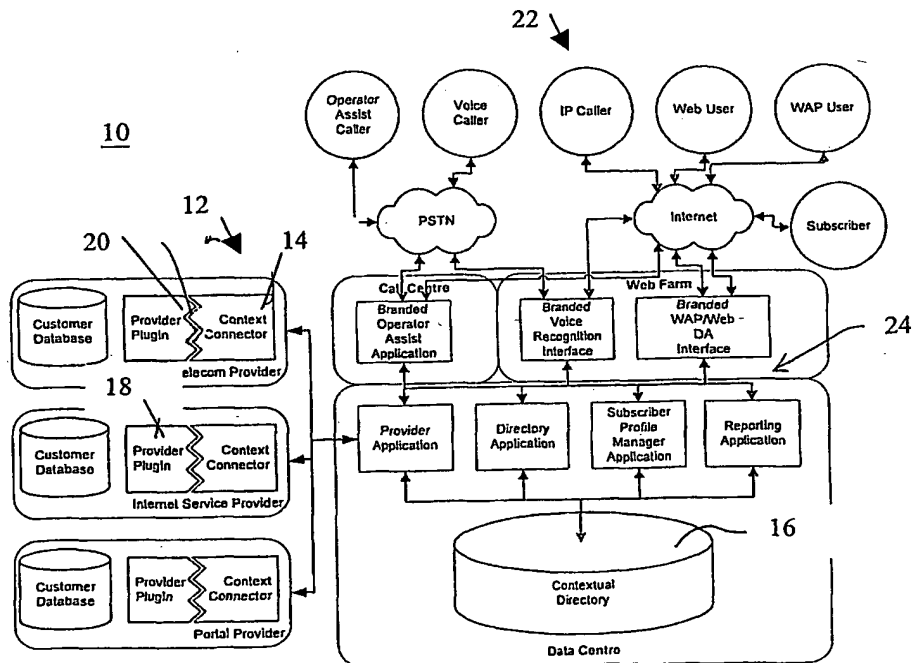 22
Operator
Assist
Caller
Voice
Caller
IP Caller
Web User
WAP User
10
PSTN
Internet
Subscriber
12
20
14
Customer
Database
Provider
Plugin
Context
Connector
elecom Provider
18
Customer
Database
Provider
Plugin
Context
Connector
Internet Service Provider
Customer
Database
Provider
Plugin
Context
Connector
Portal Provider
Call Centro
Branded
Operator
Assist
Application
Web Farm
Branded
Voice
Recognition
Interface
Branded
WAP/Web
DA
Interface
24
Provider
Application
Directory
Application
Subscriber
Profile
Manager
Application
Reporting
Application
16
Contextual
Directory
Data Centro